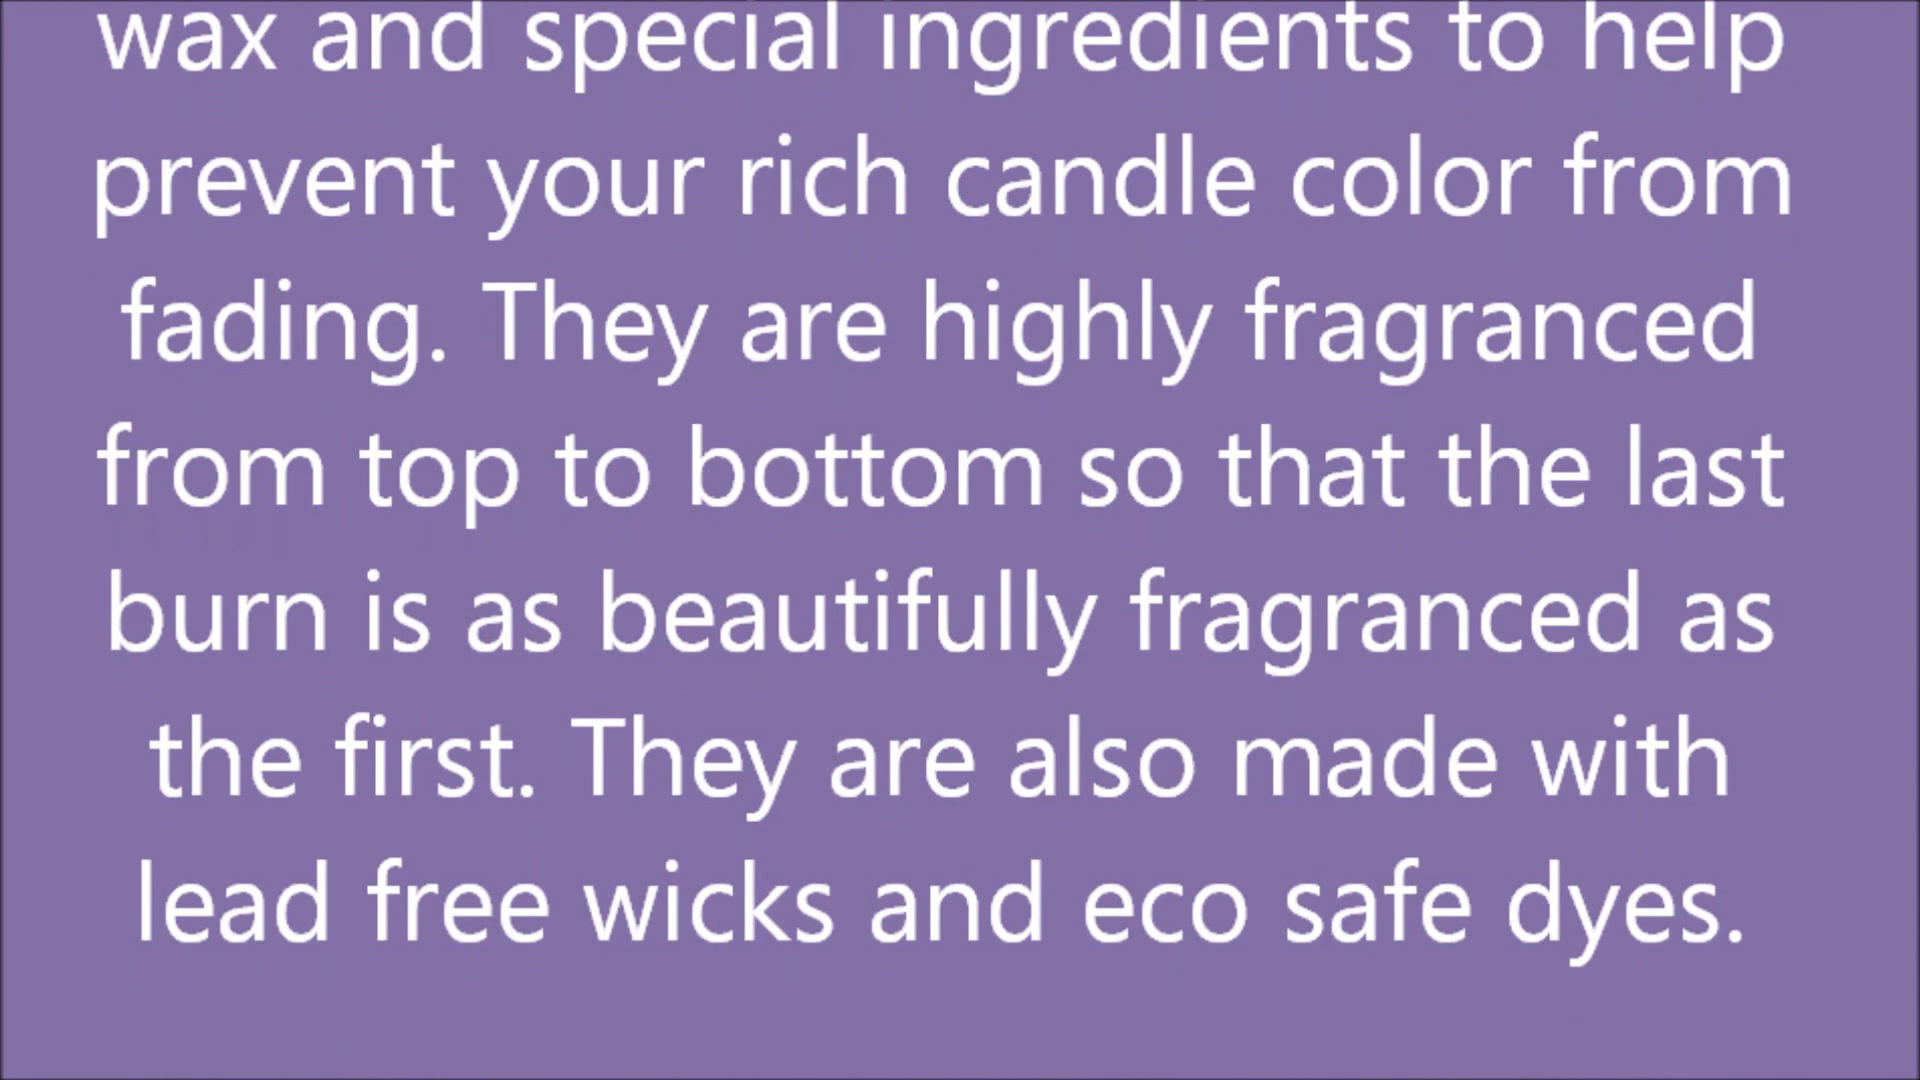 wax and special ingredients to help
prevent your rich candle color from
fading. They are highly fragranced
from top to bottom so that the last
burn is as beautifully fragranced as
the first. They are also made with
lead free wicks and eco safe dyes.